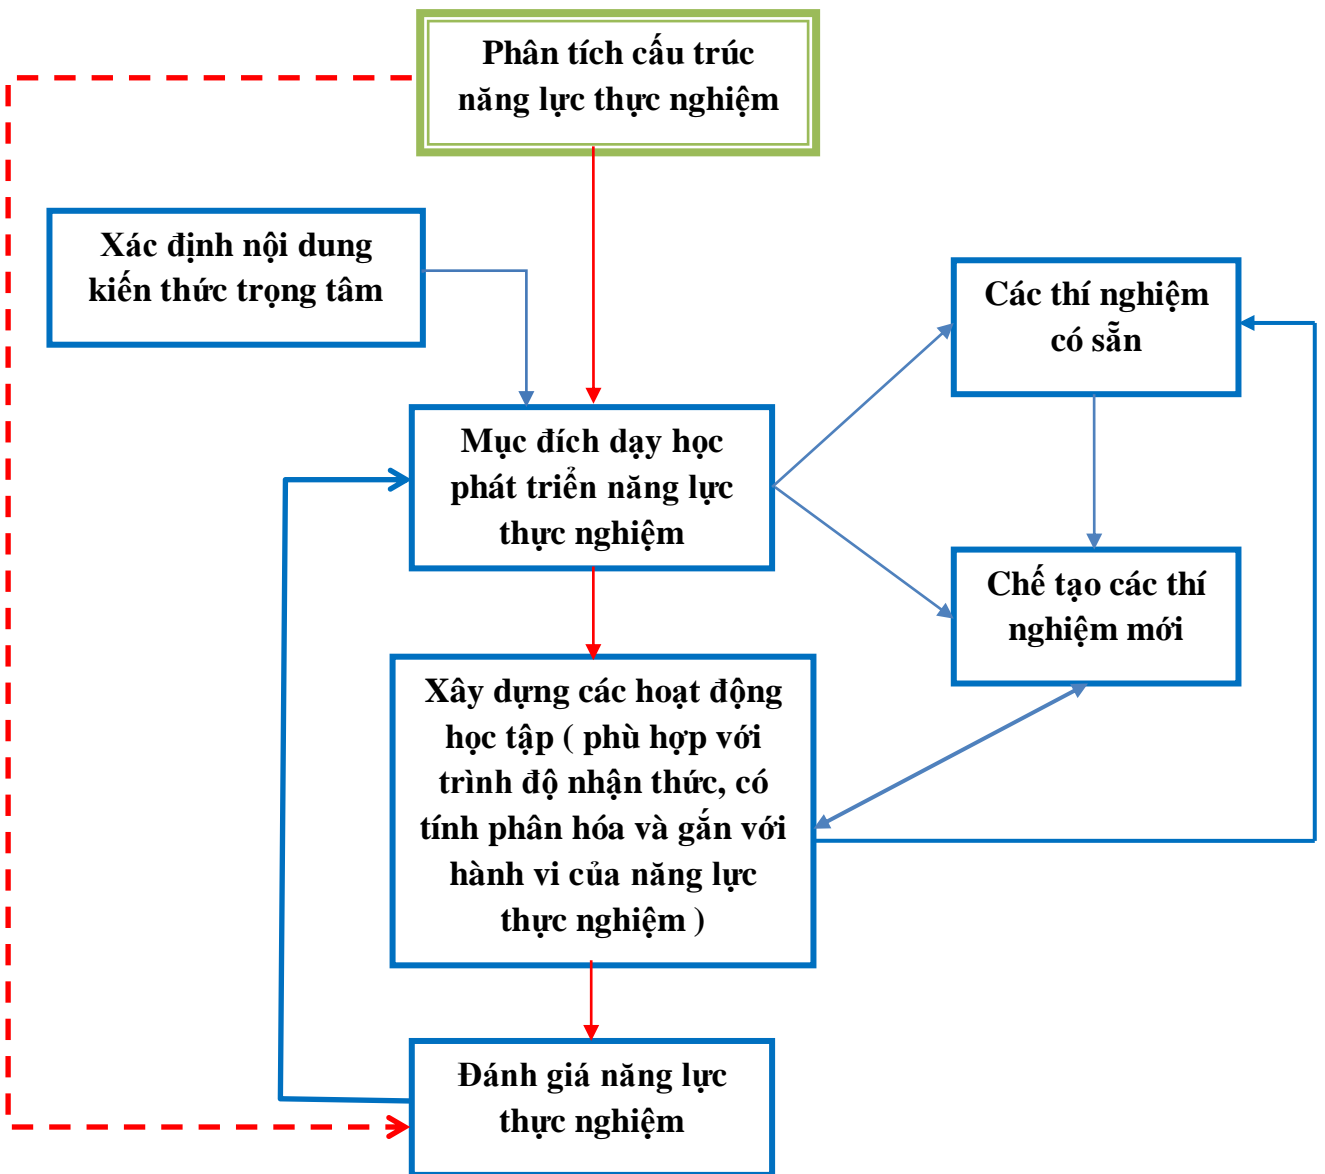 Phân tích cấu trúc
năng lực thực nghiệm
Xác định nội dung
kiến thức trọng tâm
Các thí nghiệm
có sẵn
Mục đích dạy học
phát triển năng lực
thực nghiệm
Chế tạo các thí
nghiệm mới
Xây dựng các hoạt động
học tập ( phù hợp với
trình độ nhận thức, có
tính phân hóa và gắn với
hành vi của năng lực
thực nghiệm )
Đánh giá năng lực
thực nghiệm